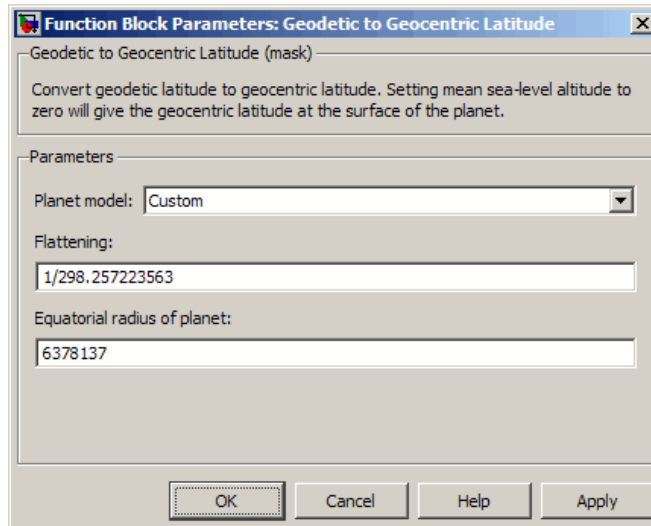 Function Block Parameters: Geodetic to Geocentric Latitude
Geodetic to Geocentric Latitude (mask)
Convert geodetic latitude to geocentric latitude. Setting mean sea-level altitude to
zero will give the geocentric latitude at the surface of the planet.
Parameters
Planet model: Custom
Flattening:
1/298.257223563
Equatorial radius of planet:
6378137
OK Cancel Help Apply